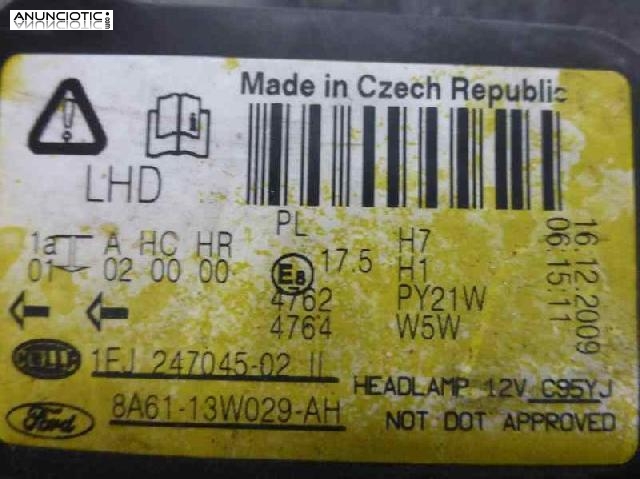 ANUNCIOTIC
.com
Made in Czech Republic
LHD
PL
1a A HC HR
01 02 00 00
E8
17.5
4762
4764
H7
H1
PY21W
W5W
16.12.2009
06.15.11
HELLA
1EJ 247045-02 II
HEADLAMP 12V C95YJ
Ford
8A61-13W029-AH
NOT DOT APPROVED